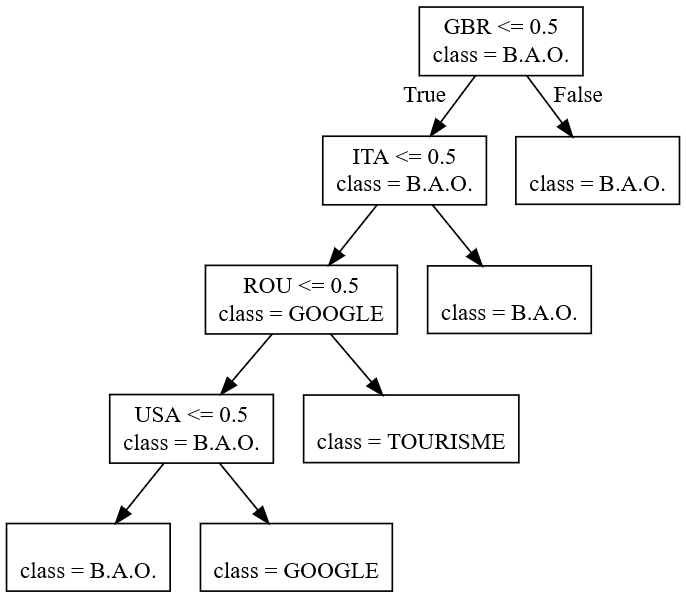 GBR <= 0.5
class = B.A.O.
True
False
ITA <= 0.5
class = B.A.O.
class = B.A.O.
ROU <= 0.5
class = GOOGLE
class = B.A.O.
USA <= 0.5
class = B.A.O.
class = TOURISME
class = B.A.O.
class = GOOGLE